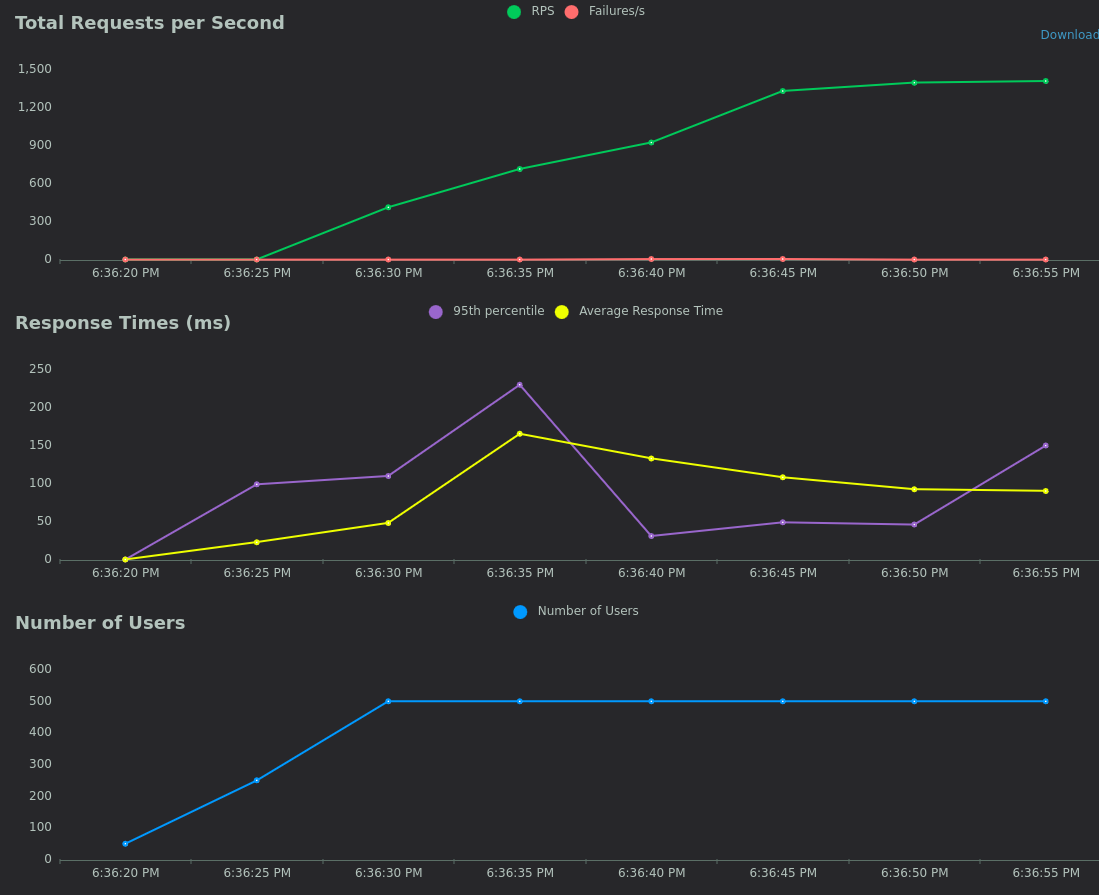 Total Requests per Second
RPS Failures/s
Download
1,500
1,200
900
600
300
0
6:36:20 PM 6:36:25 PM 6:36:30 PM 6:36:35 PM 6:36:40 PM 6:36:45 PM 6:36:50 PM 6:36:55 PM
Response Times (ms)
95th percentile Average Response Time
250
200
150
100
50
0
6:36:20 PM 6:36:25 PM 6:36:30 PM 6:36:35 PM 6:36:40 PM 6:36:45 PM 6:36:50 PM 6:36:55 PM
Number of Users
Number of Users
600
500
400
300
200
100
0
6:36:20 PM 6:36:25 PM 6:36:30 PM 6:36:35 PM 6:36:40 PM 6:36:45 PM 6:36:50 PM 6:36:55 PM